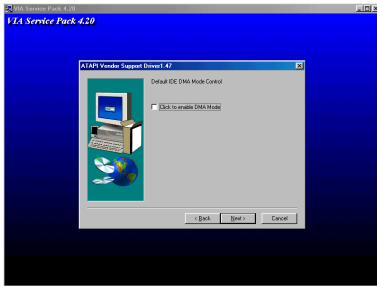 VIA Service Pack 4.20
VIA Service Pack 4.20
ATAPI Vendor Support Driver1.47
Default IDE DMA Mode Control
Click to enable DMA Mode
< Back
Next >
Cancel